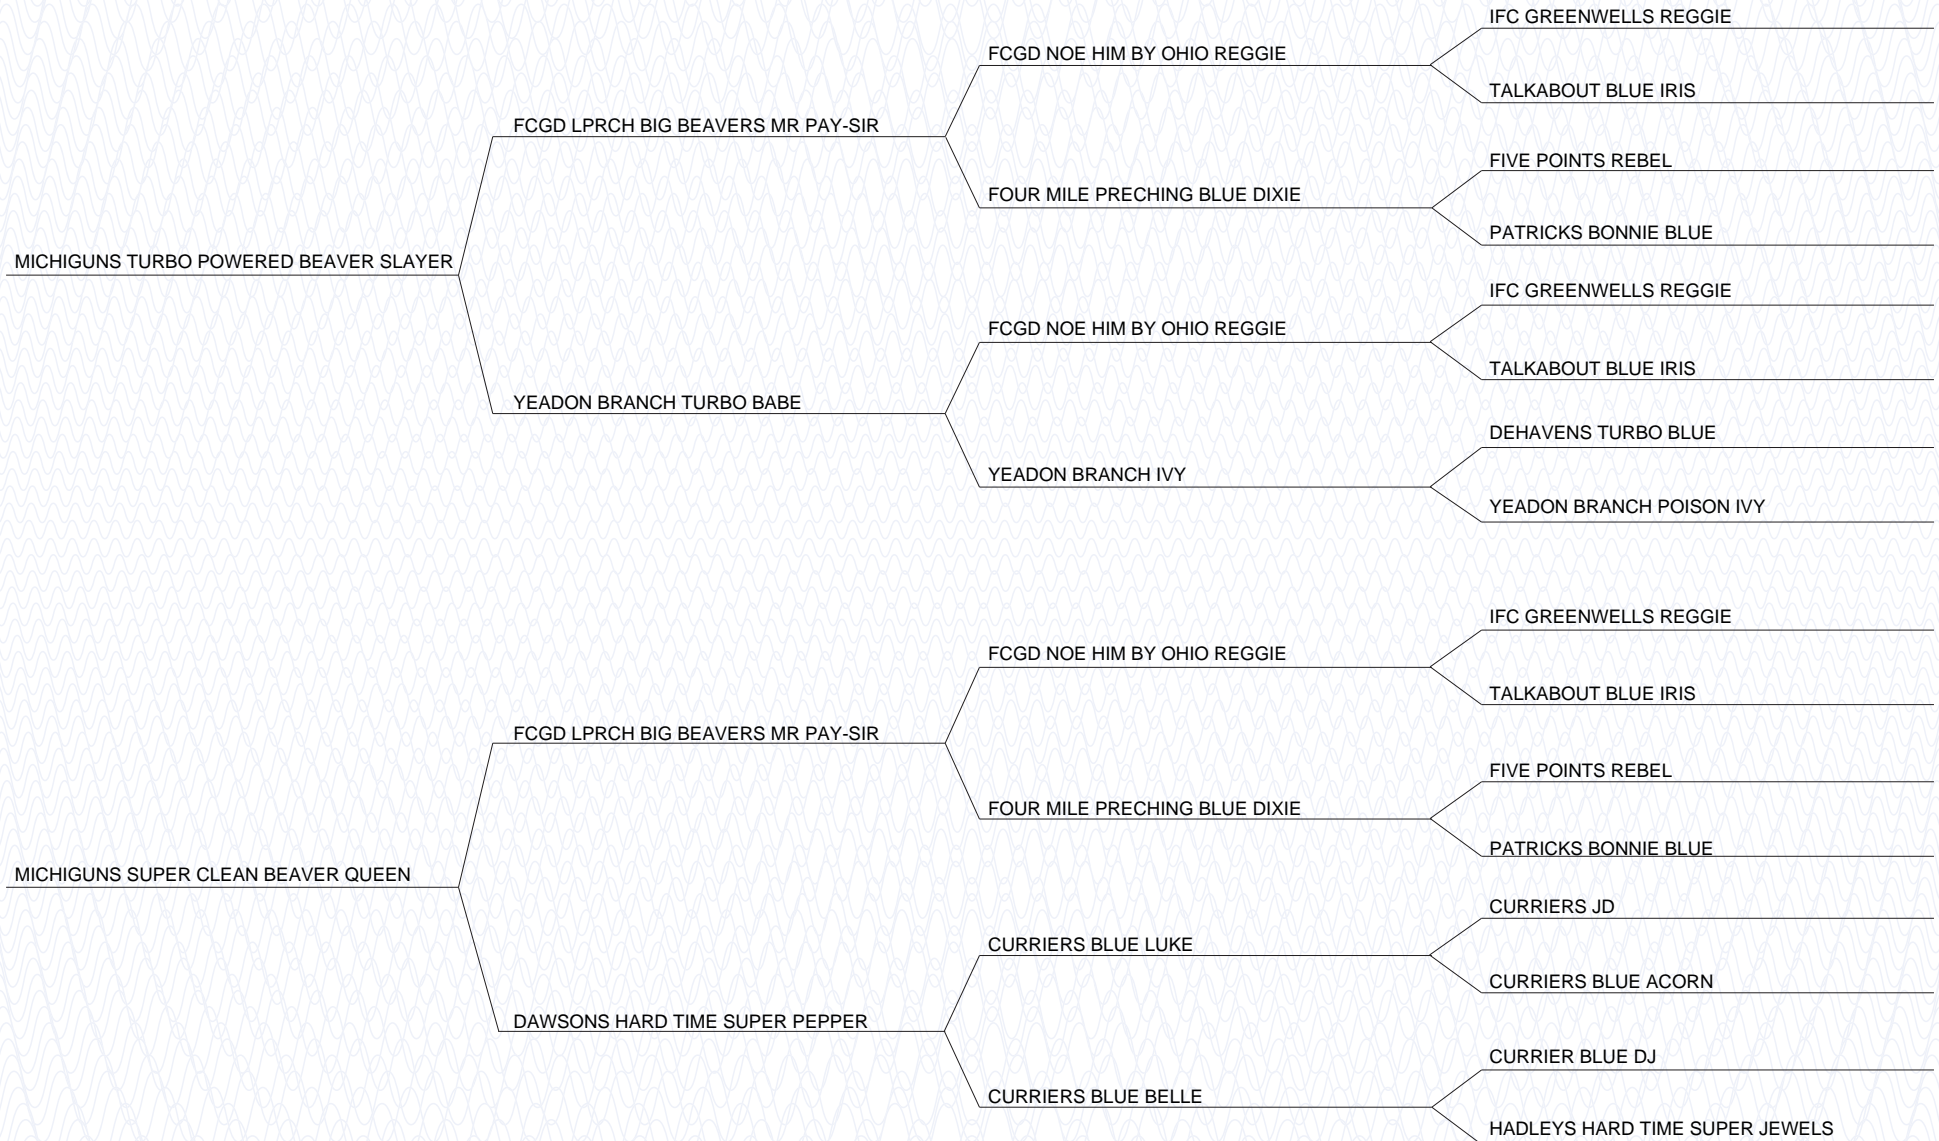 IFC GREENWELLS REGGIE
FCGD NOE HIM BY OHIO REGGIE
TALKABOUT BLUE IRIS
FCGD LPRCH BIG BEAVERS MR PAY-SIR
FIVE POINTS REBEL
FOUR MILE PRECHING BLUE DIXIE
PATRICKS BONNIE BLUE
MICHIGUNS TURBO POWERED BEAVER SLAYER
IFC GREENWELLS REGGIE
FCGD NOE HIM BY OHIO REGGIE
TALKABOUT BLUE IRIS
YEADON BRANCH TURBO BABE
DEHAVENS TURBO BLUE
YEADON BRANCH IVY
YEADON BRANCH POISON IVY
IFC GREENWELLS REGGIE
FCGD NOE HIM BY OHIO REGGIE
TALKABOUT BLUE IRIS
FCGD LPRCH BIG BEAVERS MR PAY-SIR
FIVE POINTS REBEL
FOUR MILE PRECHING BLUE DIXIE
PATRICKS BONNIE BLUE
MICHIGUNS SUPER CLEAN BEAVER QUEEN
CURRIERS JD
CURRIERS BLUE LUKE
CURRIERS BLUE ACORN
DAWSONS HARD TIME SUPER PEPPER
CURRIER BLUE DJ
CURRIERS BLUE BELLE
HADLEYS HARD TIME SUPER JEWELS